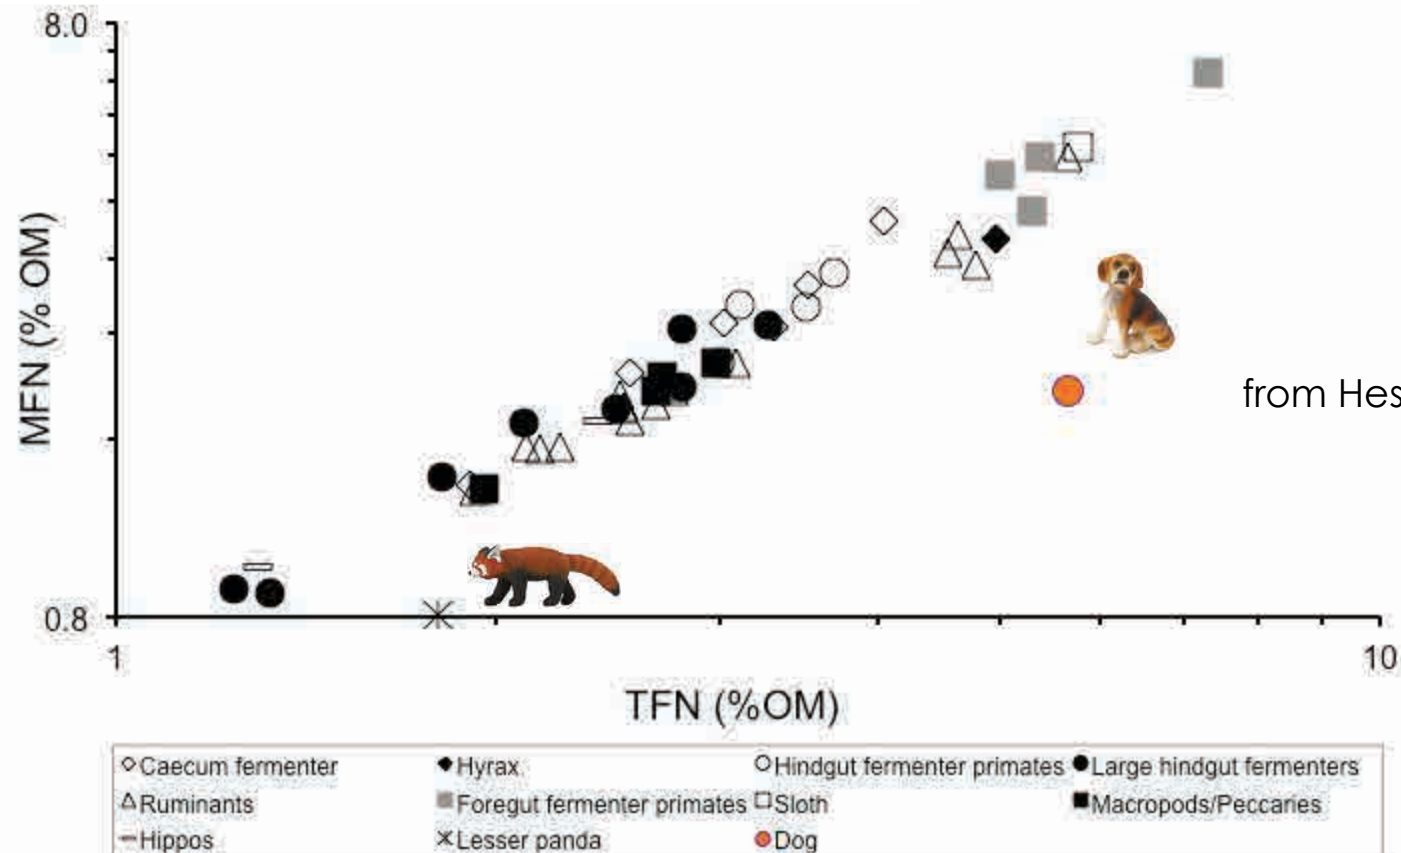 8.0
MFN (% OM)
from Hes
0.8
1
10
TFN (%OM)
Caecum fermenter
Hyrax
Hindgut fermenter primates
Large hindgut fermenters
Ruminants
Foregut fermenter primates
Sloth
Macropods/Peccaries
Hippos
Lesser panda
Dog